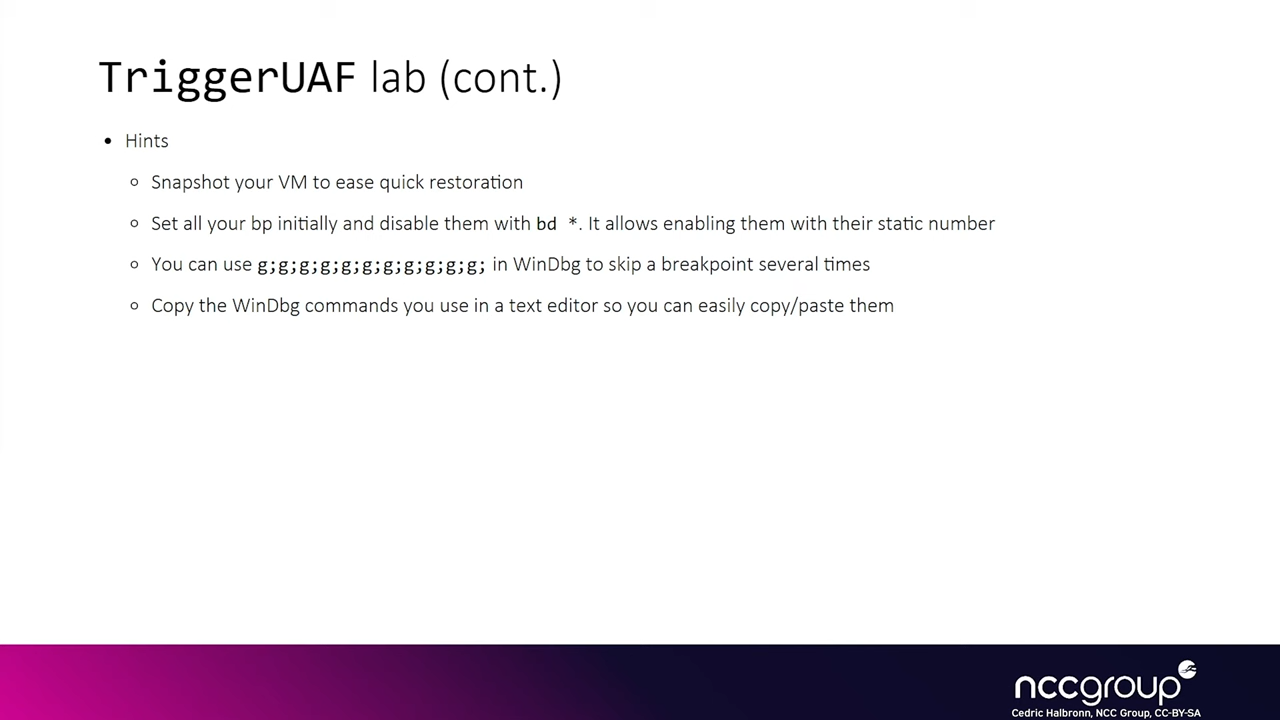 TriggerUAF lab (cont.)
• Hints
○ Snapshot your VM to ease quick restoration
○ Set all your bp initially and disable them with bd *. It allows enabling them with their static number
○ You can use g;g;g;g;g;g;g;g;g;g;g; in WinDbg to skip a breakpoint several times
○ Copy the WinDbg commands you use in a text editor so you can easily copy/paste them
nccgroup
Cedric Halbronn, NCC Group, CC-BY-SA